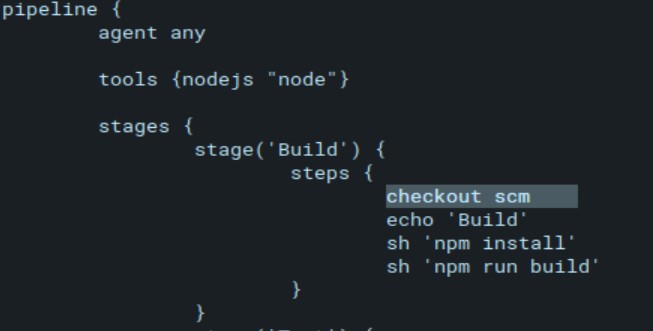 pipeline {
agent any
tools {nodejs "node"}
stages {
stage('Build') {
steps {
checkout scm
echo 'Build'
sh 'npm install'
sh 'npm run build'
}
}